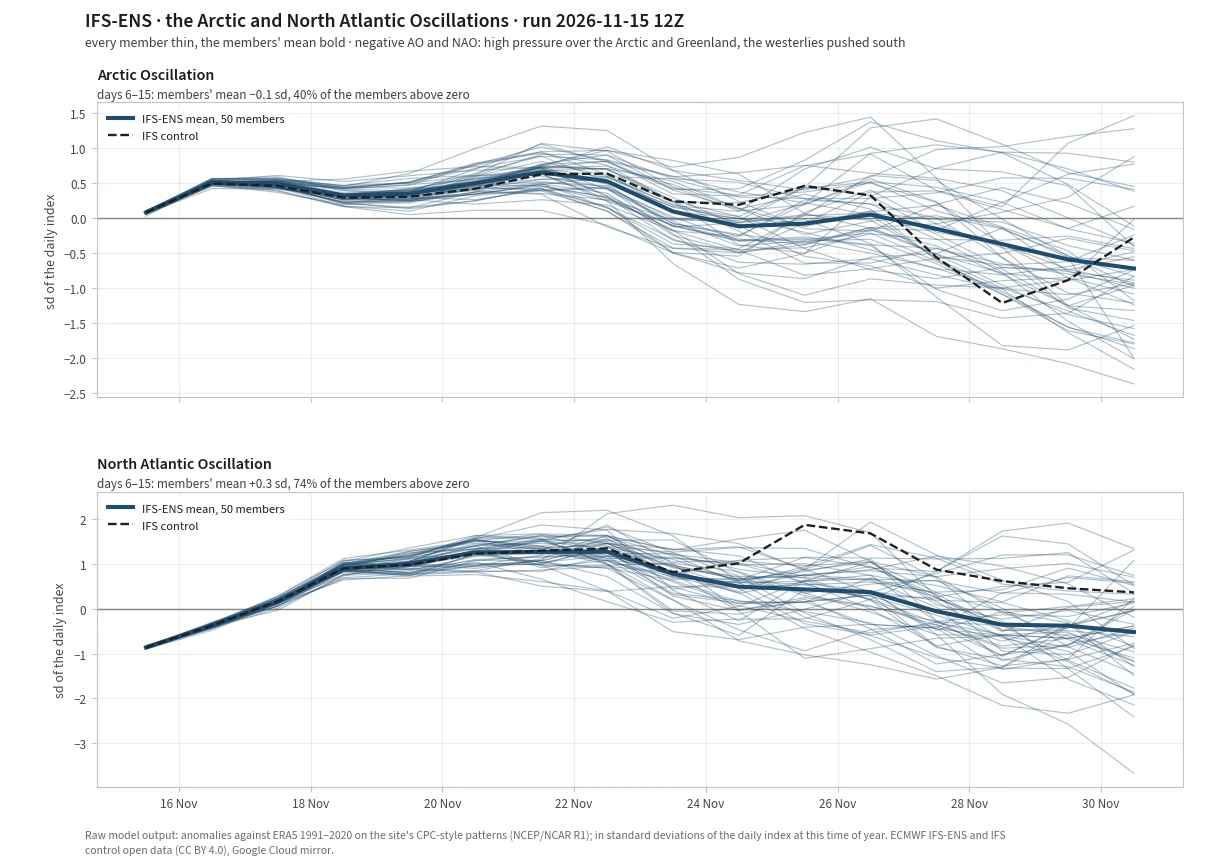 IFS-ENS · the Arctic and North Atlantic Oscillations · run 2026-11-15 12Z
every member thin, the members' mean bold · negative AO and NAO: high pressure over the Arctic and Greenland, the westerlies pushed south
Arctic Oscillation
days 6–15: members' mean −0.1 sd, 40% of the members above zero
IFS-ENS mean, 50 members
IFS control
sd of the daily index
1.5
1.0
0.5
0.0
−0.5
−1.0
−1.5
−2.0
−2.5
North Atlantic Oscillation
days 6–15: members' mean +0.3 sd, 74% of the members above zero
IFS-ENS mean, 50 members
IFS control
sd of the daily index
2
1
0
−1
−2
−3
16 Nov
18 Nov
20 Nov
22 Nov
24 Nov
26 Nov
28 Nov
30 Nov
Raw model output: anomalies against ERA5 1991–2020 on the site's CPC-style patterns (NCEP/NCAR R1); in standard deviations of the daily index at this time of year. ECMWF IFS-ENS and IFS
control open data (CC BY 4.0), Google Cloud mirror.